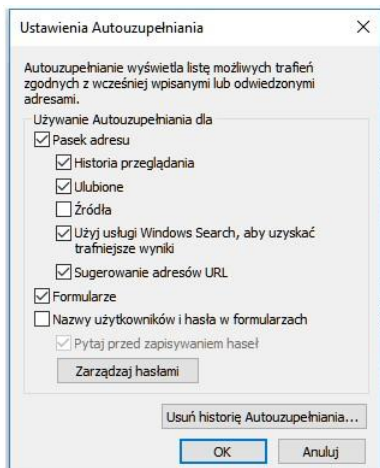 Ustawienia Autouzupełniania
Autouzupełnianie wyświetla listę możliwych trafień
zgodnych z wcześniej wpisanymi lub odwiedzonymi
adresami.
Używanie Autouzupełniania dla
Pasek adresu
Historia przeglądania
Ulubione
Źródła
Użyj usługi Windows Search, aby uzyskać
trafniejsze wyniki
Sugerowanie adresów URL
Formularze
Nazwy użytkowników i hasła w formularzach
Pytaj przed zapisywaniem haseł
Zarządzaj hasłami
Usuń historię Autouzupełniania...
OK Anuluj